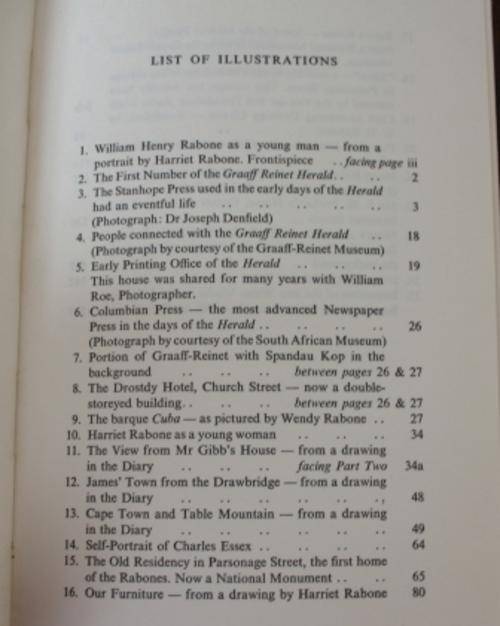 LIST OF ILLUSTRATIONS
1. William Henry Rabone as a young man — from a
portrait by Harriet Rabone. Frontispiece ..facing page iii
2. The First Number of the Graaff Reinet Herald.. .. .. 2
3. The Stanhope Press used in the early days of the Herald
had an eventful life .. .. .. .. .. 3
(Photograph: Dr Joseph Denfield)
4. People connected with the Graaff Reinet Herald .. 18
(Photograph by courtesy of the Graaff-Reinet Museum)
5. Early Printing Office of the Herald .. .. .. 19
This house was shared for many years with William
Roe, Photographer.
6. Columbian Press — the most advanced Newspaper
Press in the days of the Herald .. .. .. .. 26
(Photograph by courtesy of the South African Museum)
7. Portion of Graaff-Reinet with Spandau Kop in the
background .. .. .. between pages 26 & 27
8. The Drostdy Hotel, Church Street — now a double-
storeyed building.. .. .. between pages 26 & 27
9. The barque Cuba — as pictured by Wendy Rabone .. 27
10. Harriet Rabone as a young woman .. .. .. 34
11. The View from Mr Gibb's House — from a drawing
in the Diary .. .. .. facing Part Two 34a
12. James' Town from the Drawbridge — from a drawing
in the Diary .. .. .. .. .. ., 48
13. Cape Town and Table Mountain — from a drawing
in the Diary .. .. .. .. .. .. 49
14. Self-Portrait of Charles Essex .. .. .. .. 64
15. The Old Residency in Parsonage Street, the first home
of the Rabones. Now a National Monument .. .. 65
16. Our Furniture — from a drawing by Harriet Rabone 80